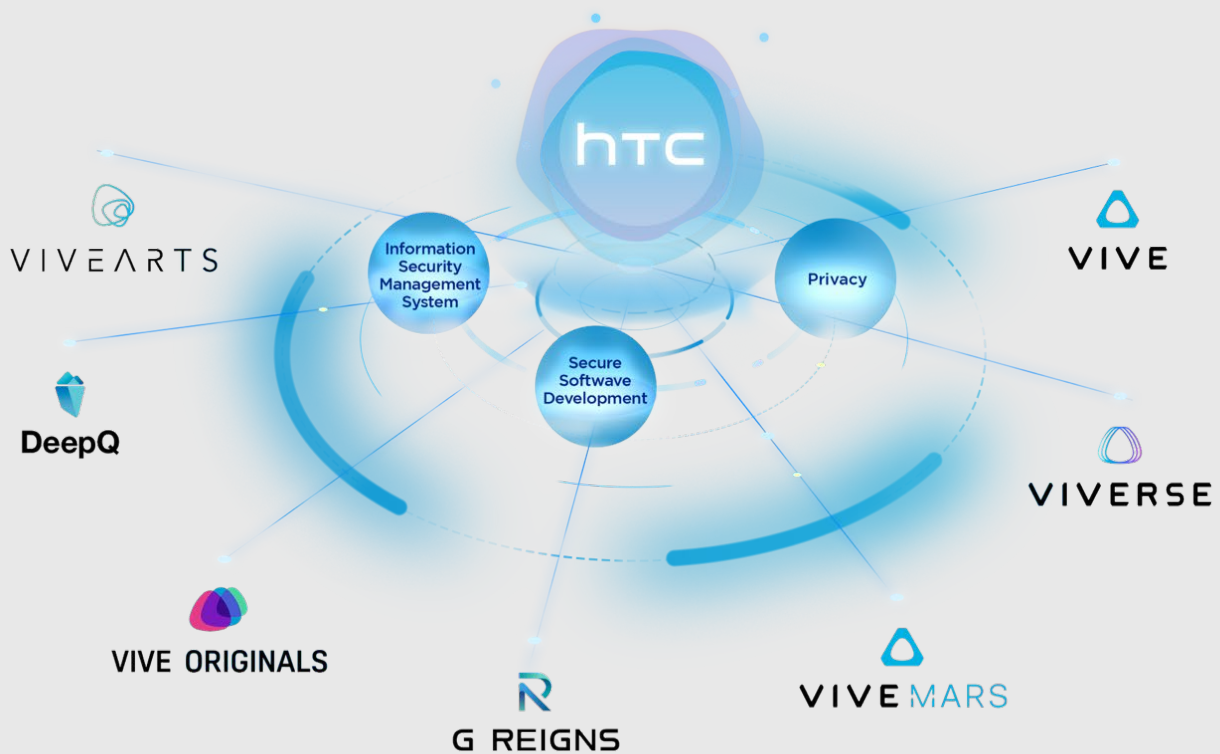 htc
Information
Security
Management
System
Privacy
Secure
Softwave
Development
VIVEARTS
VIVE
DeepQ
VIVERSE
VIVE ORIGINALS
G REIGNS
VIVE MARS